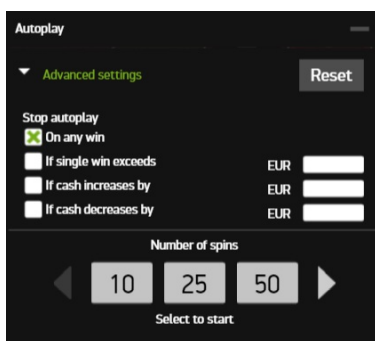 Autoplay
Advanced settings
Reset
Stop autoplay
On any win
If single win exceeds EUR
If cash increases by EUR
If cash decreases by EUR
Number of spins
10 25 50
Select to start